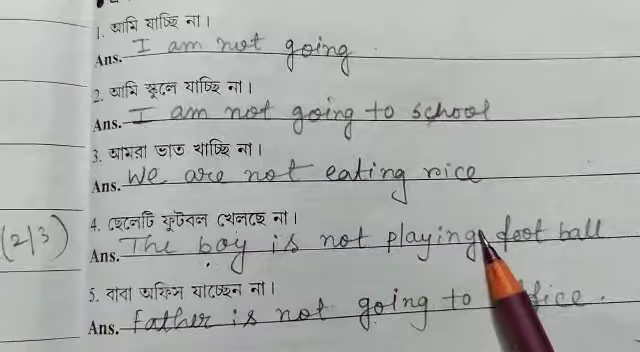 1. আমি যাচ্ছি না।
Ans. I am not going.
2. আমি স্কুলে যাচ্ছি না।
Ans. I am not going to school
3. আমরা ভাত খাচ্ছি না।
Ans. We are not eating rice
4. ছেলেটি ফুটবল খেলছে না।
(2/3)
Ans. The boy is not playing foot ball
5. বাবা অফিস যাচ্ছেন না।
Ans. father is not going to